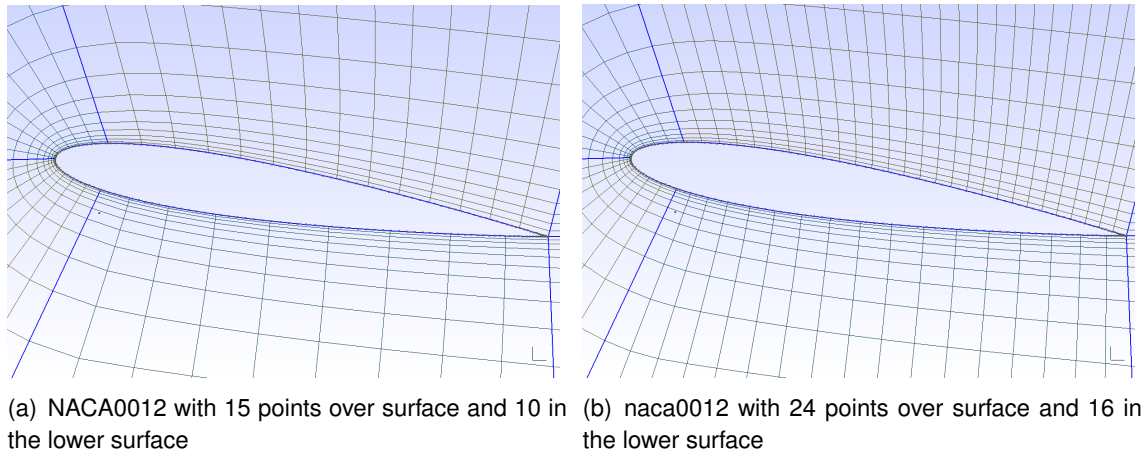 (a) NACA0012 with 15 points over surface and 10 in
the lower surface
(b) naca0012 with 24 points over surface and 16 in
the lower surface